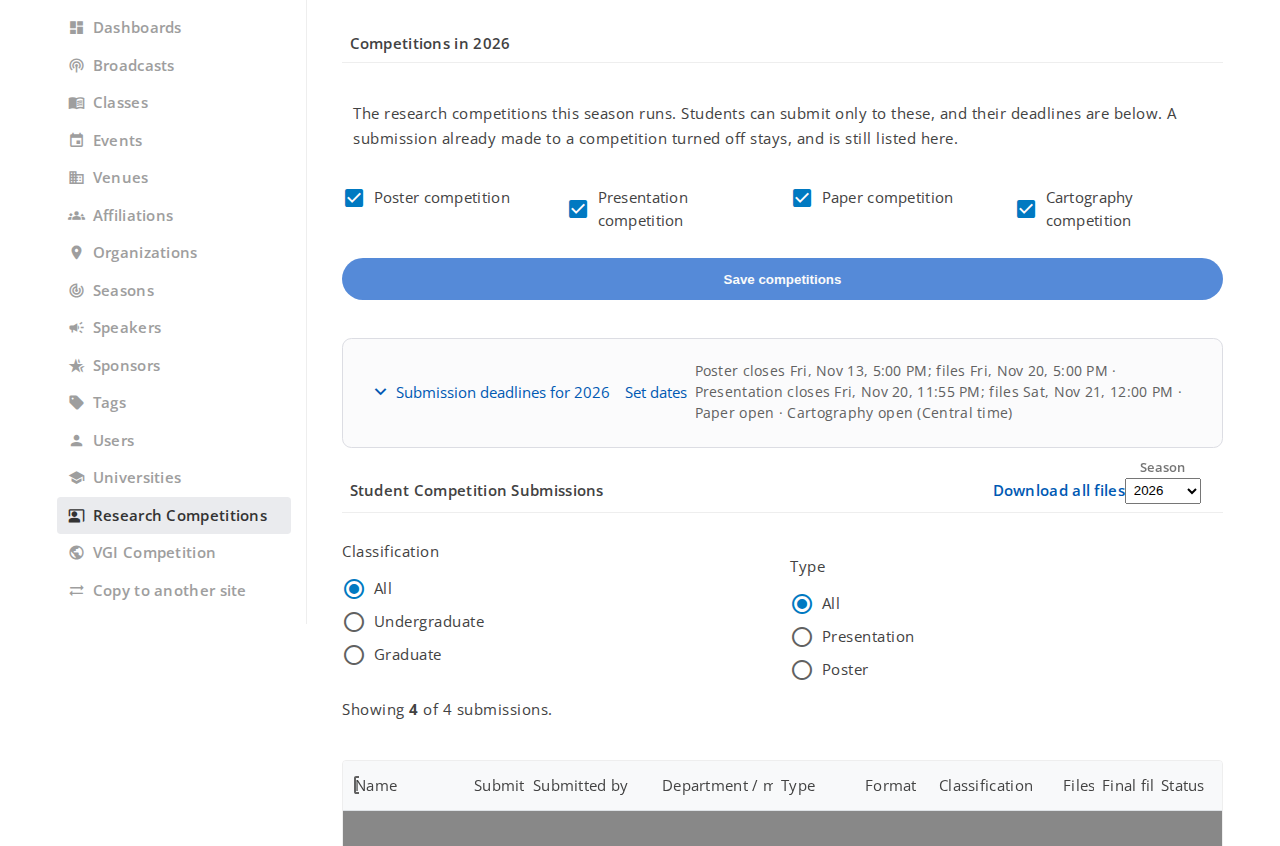 Dashboards
Broadcasts
Classes
Events
Venues
Affiliations
Organizations
Seasons
Speakers
Sponsors
Tags
Users
Universities
Research Competitions
VGI Competition
Copy to another site
Competitions in 2026
The research competitions this season runs. Students can submit only to these, and their deadlines are below. A
submission already made to a competition turned off stays, and is still listed here.
Poster competition
Presentation
competition
Paper competition
Cartography
competition
Save competitions
Submission deadlines for 2026
Set dates
Poster closes Fri, Nov 13, 5:00 PM; files Fri, Nov 20, 5:00 PM ·
Presentation closes Fri, Nov 20, 11:55 PM; files Sat, Nov 21, 12:00 PM ·
Paper open · Cartography open (Central time)
Student Competition Submissions
Download all files
Season
2026
Classification
All
Undergraduate
Graduate
Type
All
Presentation
Poster
Showing 4 of 4 submissions.
Name Submit Submitted by Department / m Type Format Classification Files Final fil Status